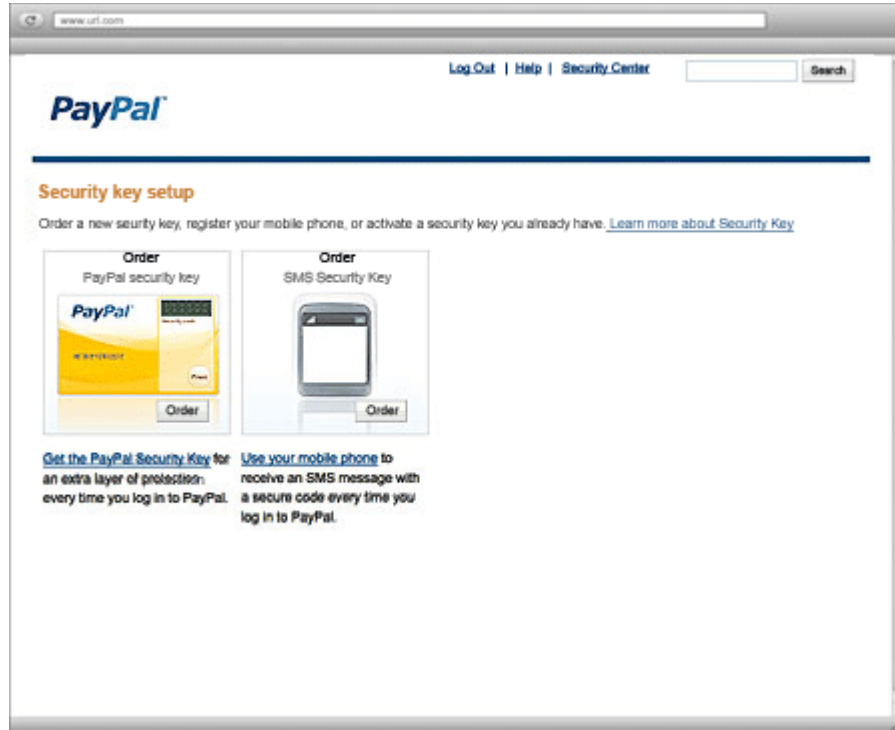 www.url.com
Log Out | Help | Security Center
Search
PayPal
Security key setup
Order a new seurity key, register your mobile phone, or activate a security key you already have. Learn more about Security Key
Order
PayPal security key
PayPal
Order
Get the PayPal Security Key for
an extra layer of protection
every time you log in to PayPal.
Order
SMS Security Key
Order
Use your mobile phone to
receive an SMS message with
a secure code every time you
log in to PayPal.